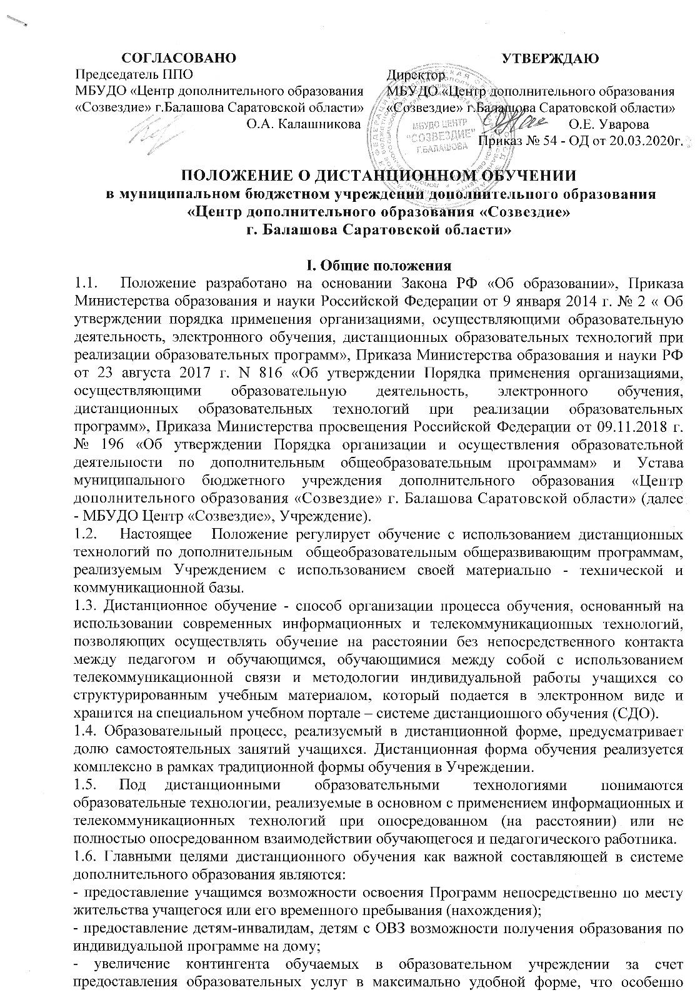 СОГЛАСОВАНО
Председатель ППО
МБУДО «Центр дополнительного образования
«Созвездие» г.Балашова Саратовской области»
О.А. Калашникова
УТВЕРЖДАЮ
Директор
МБУДО «Центр дополнительного образования
«Созвездие» г.Балашова Саратовской области»
О.Е. Уварова
Приказ № 54 - ОД от 20.03.2020г.
МБУДО ЦЕНТР
"СОЗВЕЗДИЕ"
Г.БАЛАШОВА
ПОЛОЖЕНИЕ О ДИСТАНЦИОННОМ ОБУЧЕНИИ
в муниципальном бюджетном учреждении дополнительного образования
«Центр дополнительного образования «Созвездие»
г. Балашова Саратовской области»
I. Общие положения
1.1. Положение разработано на основании Закона РФ «Об образовании», Приказа
Министерства образования и науки Российской Федерации от 9 января 2014 г. № 2 « Об
утверждении порядка применения организациями, осуществляющими образовательную
деятельность, электронного обучения, дистанционных образовательных технологий при
реализации образовательных программ», Приказа Министерства образования и науки РФ
от 23 августа 2017 г. N 816 «Об утверждении Порядка применения организациями,
осуществляющими образовательную деятельность, электронного обучения,
дистанционных образовательных технологий при реализации образовательных
программ», Приказа Министерства просвещения Российской Федерации от 09.11.2018 г.
№ 196 «Об утверждении Порядка организации и осуществления образовательной
деятельности по дополнительным общеобразовательным программам» и Устава
муниципального бюджетного учреждения дополнительного образования «Центр
дополнительного образования «Созвездие» г. Балашова Саратовской области» (далее
- МБУДО Центр «Созвездие», Учреждение).
1.2. Настоящее Положение регулирует обучение с использованием дистанционных
технологий по дополнительным общеобразовательным общеразвивающим программам,
реализуемым Учреждением с использованием своей материально - технической и
коммуникационной базы.
1.3. Дистанционное обучение - способ организации процесса обучения, основанный на
использовании современных информационных и телекоммуникационных технологий,
позволяющих осуществлять обучение на расстоянии без непосредственного контакта
между педагогом и обучающимся, обучающимися между собой с использованием
телекоммуникационной связи и методологии индивидуальной работы учащихся со
структурированным учебным материалом, который подается в электронном виде и
хранится на специальном учебном портале – системе дистанционного обучения (СДО).
1.4. Образовательный процесс, реализуемый в дистанционной форме, предусматривает
долю самостоятельных занятий учащихся. Дистанционная форма обучения реализуется
комплексно в рамках традиционной формы обучения в Учреждении.
1.5. Под дистанционными образовательными технологиями понимаются
образовательные технологии, реализуемые в основном с применением информационных и
телекоммуникационных технологий при опосредованном (на расстоянии) или не
полностью опосредованном взаимодействии обучающегося и педагогического работника.
1.6. Главными целями дистанционного обучения как важной составляющей в системе
дополнительного образования являются:
- предоставление учащимся возможности освоения Программ непосредственно по месту
жительства учащегося или его временного пребывания (нахождения);
- предоставление детям-инвалидам, детям с ОВЗ возможности получения образования по
индивидуальной программе на дому;
- увеличение контингента обучаемых в образовательном учреждении за счет
предоставления образовательных услуг в максимально удобной форме, что особенно